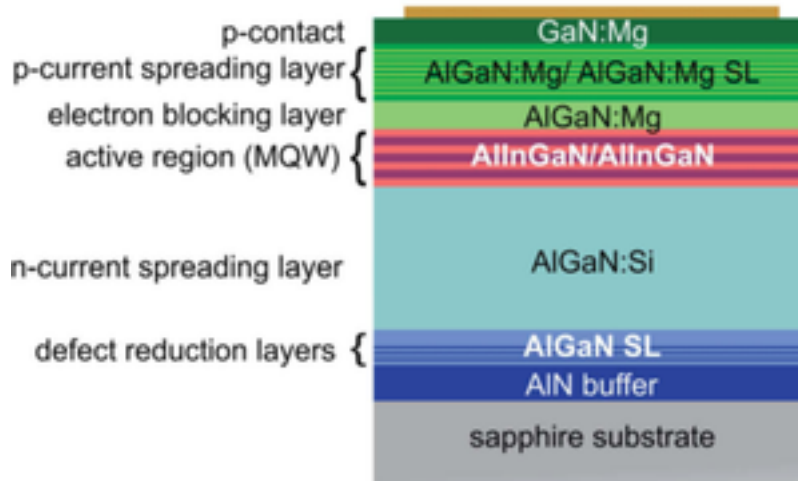 p-contact GaN:Mg
p-current spreading layer AlGaN:Mg/ AlGaN:Mg SL
electron blocking layer AlGaN:Mg
active region (MQW) AlInGaN/AlInGaN
n-current spreading layer AlGaN:Si
defect reduction layers AlGaN SL
AlN buffer
sapphire substrate